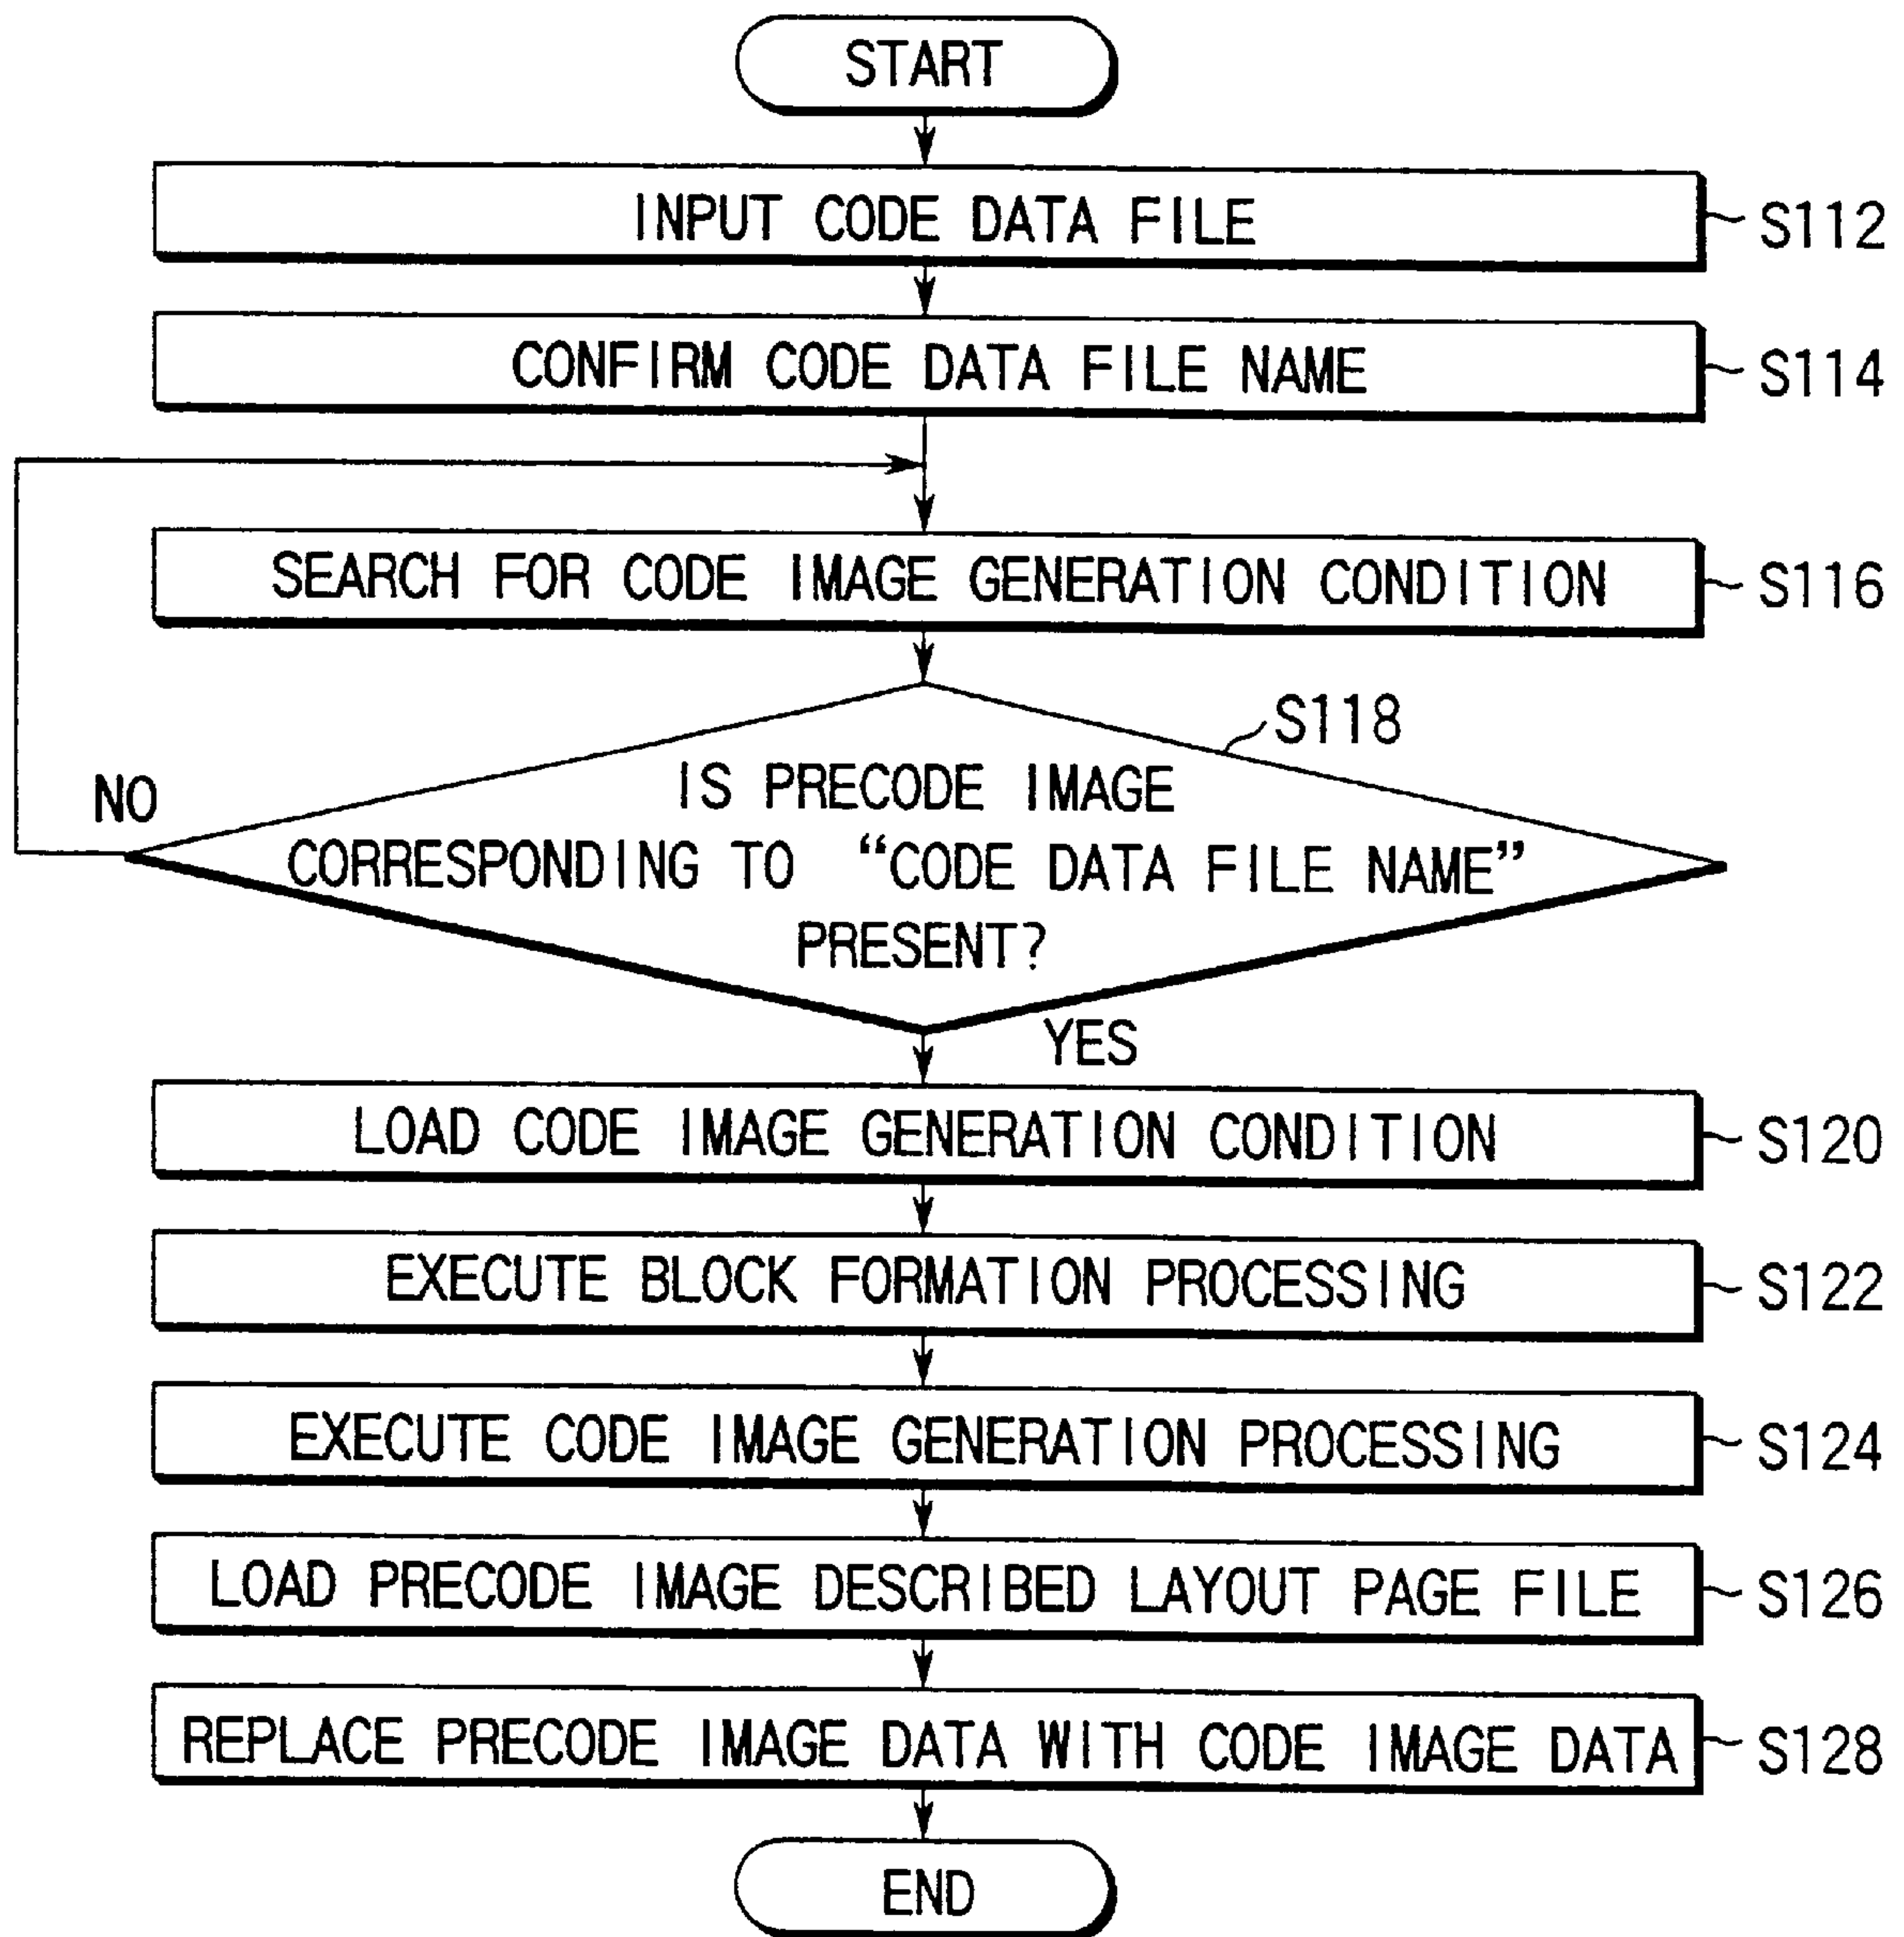 START
INPUT CODE DATA FILE
S112
CONFIRM CODE DATA FILE NAME
S114
SEARCH FOR CODE IMAGE GENERATION CONDITION
S116
S118
NO
IS PRECODE IMAGE
CORRESPONDING TO “CODE DATA FILE NAME”
PRESENT?
YES
LOAD CODE IMAGE GENERATION CONDITION
S120
EXECUTE BLOCK FORMATION PROCESSING
S122
EXECUTE CODE IMAGE GENERATION PROCESSING
S124
LOAD PRECODE IMAGE DESCRIBED LAYOUT PAGE FILE
S126
REPLACE PRECODE IMAGE DATA WITH CODE IMAGE DATA
S128
END